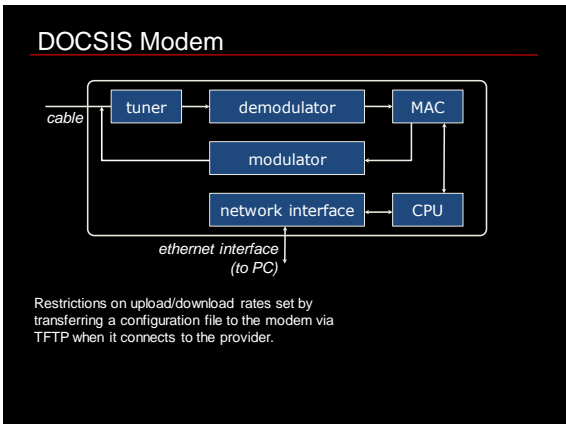 DOCSIS Modem
tuner
demodulator
MAC
cable
modulator
network interface
CPU
ethernet interface
(to PC)
Restrictions on upload/download rates set by
transferring a configuration file to the modem via
TFTP when it connects to the provider.